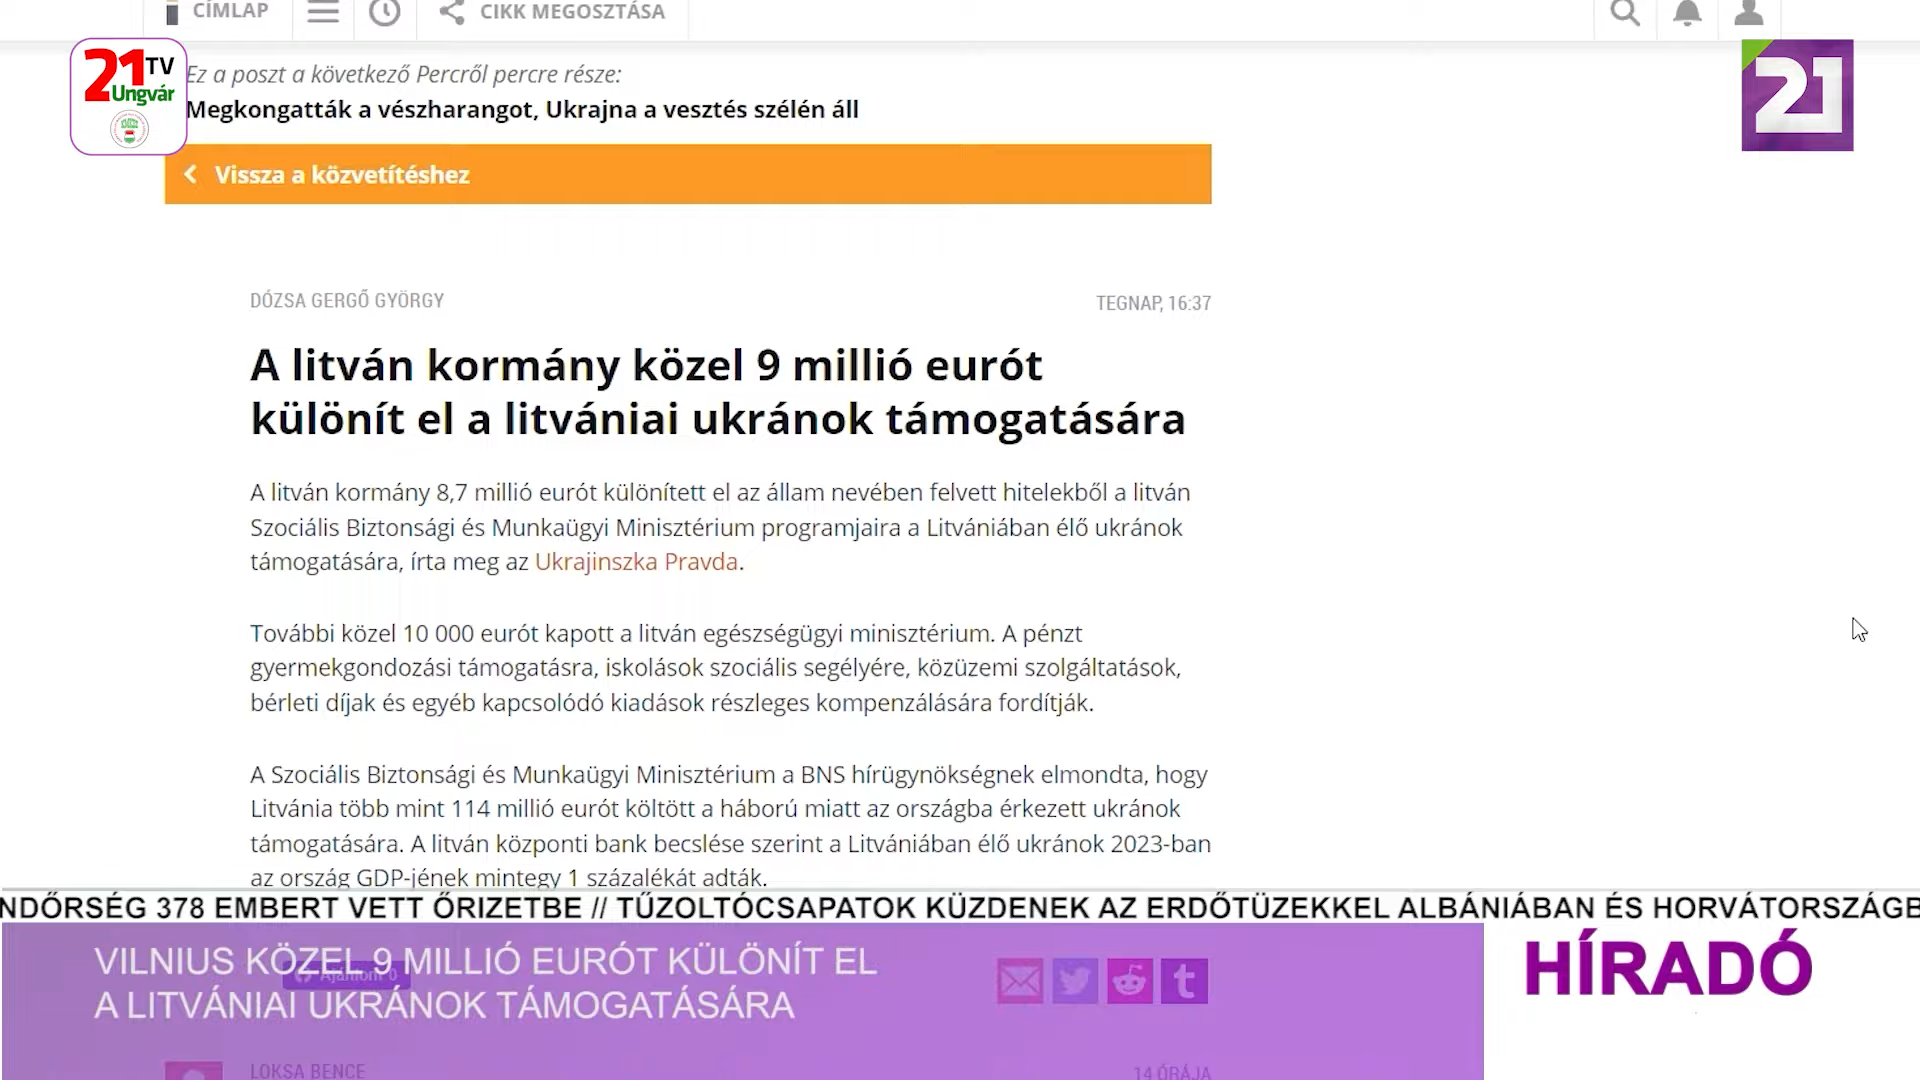 CÍMLAP
CIKK MEGOSZTÁSA
21 TV
Ungvár
21
Ez a poszt a következő Percről percre része:
Megkongatták a vészharangot, Ukrajna a vesztés szélén áll
Vissza a közvetítéshez
DÓZSA GERGŐ GYÖRGY
TEGNAP, 16:37
A litván kormány közel 9 millió eurót
különít el a litvániai ukránok támogatására
A litván kormány 8,7 millió eurót különített el az állam nevében felvett hitelekből a litván
Szociális Biztonsági és Munkaügyi Minisztérium programjaira a Litvániában élő ukránok
támogatására, írta meg az Ukrajinszka Pravda.
További közel 10 000 eurót kapott a litván egészségügyi minisztérium. A pénzt
gyermekgondozási támogatásra, iskolások szociális segélyére, közüzemi szolgáltatások,
bérleti díjak és egyéb kapcsolódó kiadások részleges kompenzálására fordítják.
A Szociális Biztonsági és Munkaügyi Minisztérium a BNS hírügynökségnek elmondta, hogy
Litvánia több mint 114 millió eurót költött a háború miatt az országba érkezett ukránok
támogatására. A litván központi bank becslése szerint a Litvániában élő ukránok 2023-ban
az ország GDP-jének mintegy 1 százalékát adták.
NDŐRSÉG 378 EMBERT VETT ŐRIZETBE // TŰZOLTÓCSAPATOK KÜZDENEK AZ ERDŐTÜZEKKEL ALBÁNIÁBAN ÉS HORVÁTORSZÁGB
VILNIUS KÖZEL 9 MILLIÓ EURÓT KÜLÖNÍT EL
A LITVÁNIAI UKRÁNOK TÁMOGATÁSÁRA
Ajánlom 0
HÍRADÓ
LOKSA BENCE
14 ÓRÁJA